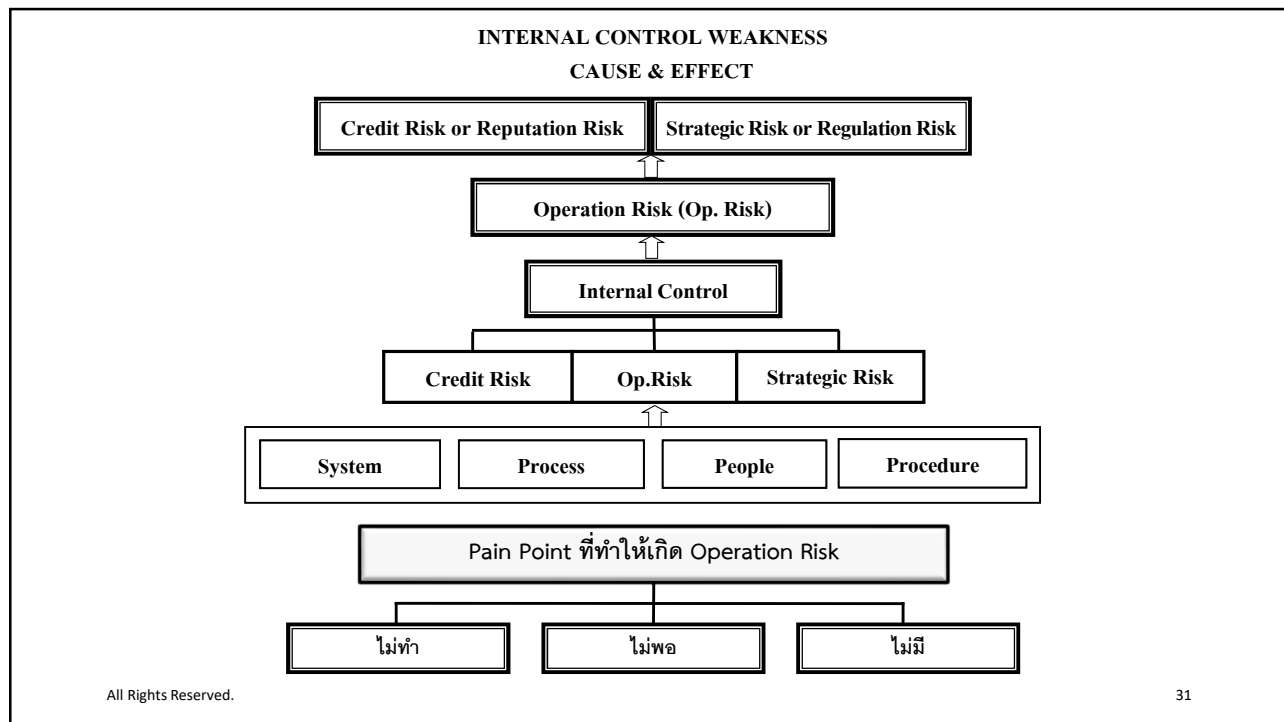 INTERNAL CONTROL WEAKNESS
CAUSE & EFFECT
Credit Risk or Reputation Risk
Strategic Risk or Regulation Risk
Operation Risk (Op. Risk)
Internal Control
Credit Risk
Op.Risk
Strategic Risk
System
Process
People
Procedure
Pain Point ที่ทำให้เกิด Operation Risk
ไม่ทำ
ไม่พอ
ไม่มี
All Rights Reserved.
31